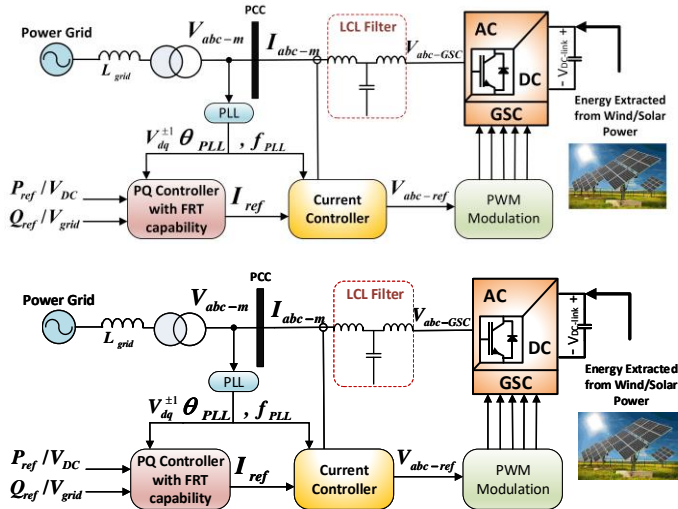 Power Grid
L grid
V abc-m
PCC
I abc-m
LCL Filter
V abc-GSC
AC
DC
GSC
- V DC-link +
Energy Extracted
from Wind/Solar
Power
PLL
V dq ±1 θ PLL , f PLL
P ref / V DC
Q ref / V grid
PQ Controller
with FRT
capability
I ref
Current
Controller
V abc-ref
PWM
Modulation
Power Grid
L grid
V abc-m
PCC
I abc-m
LCL Filter
V abc-GSC
AC
DC
GSC
- V DC-link +
Energy Extracted
from Wind/Solar
Power
PLL
V dq ±1 θ PLL , f PLL
P ref / V DC
Q ref / V grid
PQ Controller
with FRT
capability
I ref
Current
Controller
V abc-ref
PWM
Modulation